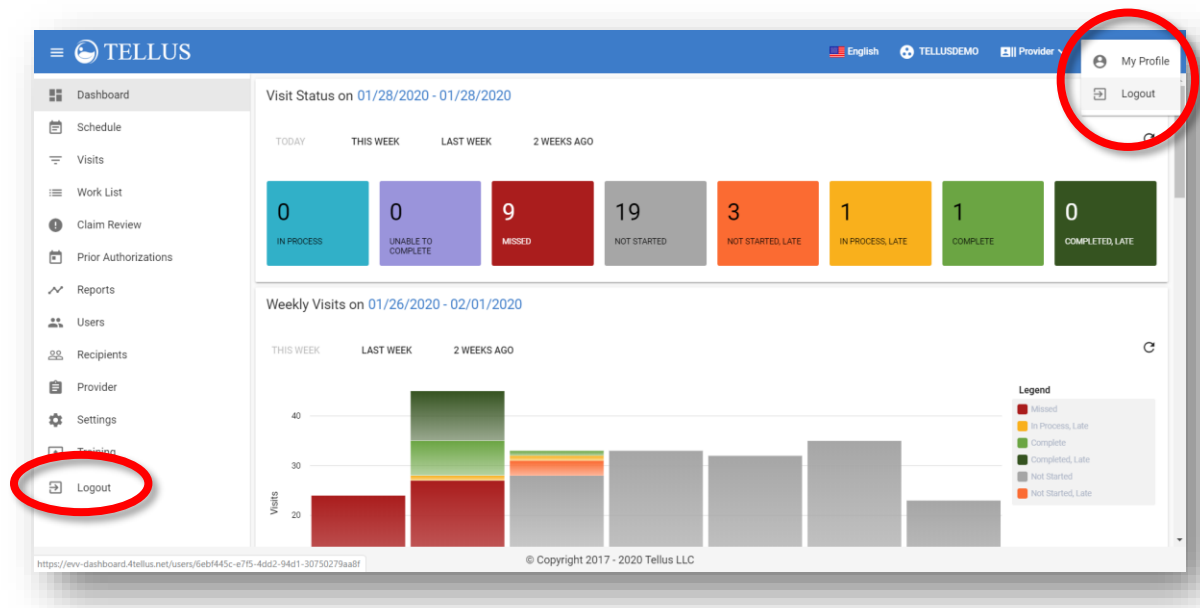 TELLUS
English
TELLUSDEMO
Provider
My Profile
Logout
Dashboard
Schedule
Visits
Work List
Claim Review
Prior Authorizations
Reports
Users
Recipients
Provider
Settings
Training
Logout
Visit Status on 01/28/2020 - 01/28/2020
TODAY THIS WEEK LAST WEEK 2 WEEKS AGO
0
IN PROCESS
0
UNABLE TO
COMPLETE
9
MISSED
19
NOT STARTED
3
NOT STARTED, LATE
1
IN PROCESS, LATE
1
COMPLETE
0
COMPLETED, LATE
Weekly Visits on 01/26/2020 - 02/01/2020
THIS WEEK LAST WEEK 2 WEEKS AGO
Visits
40
30
20
Legend
Missed
In Process, Late
Complete
Completed, Late
Not Started
Not Started, Late
© Copyright 2017 - 2020 Tellus LLC
https://evv-dashboard.4tellus.net/users/6ebf445c-e7f5-4dd2-94d1-30750279aa8f